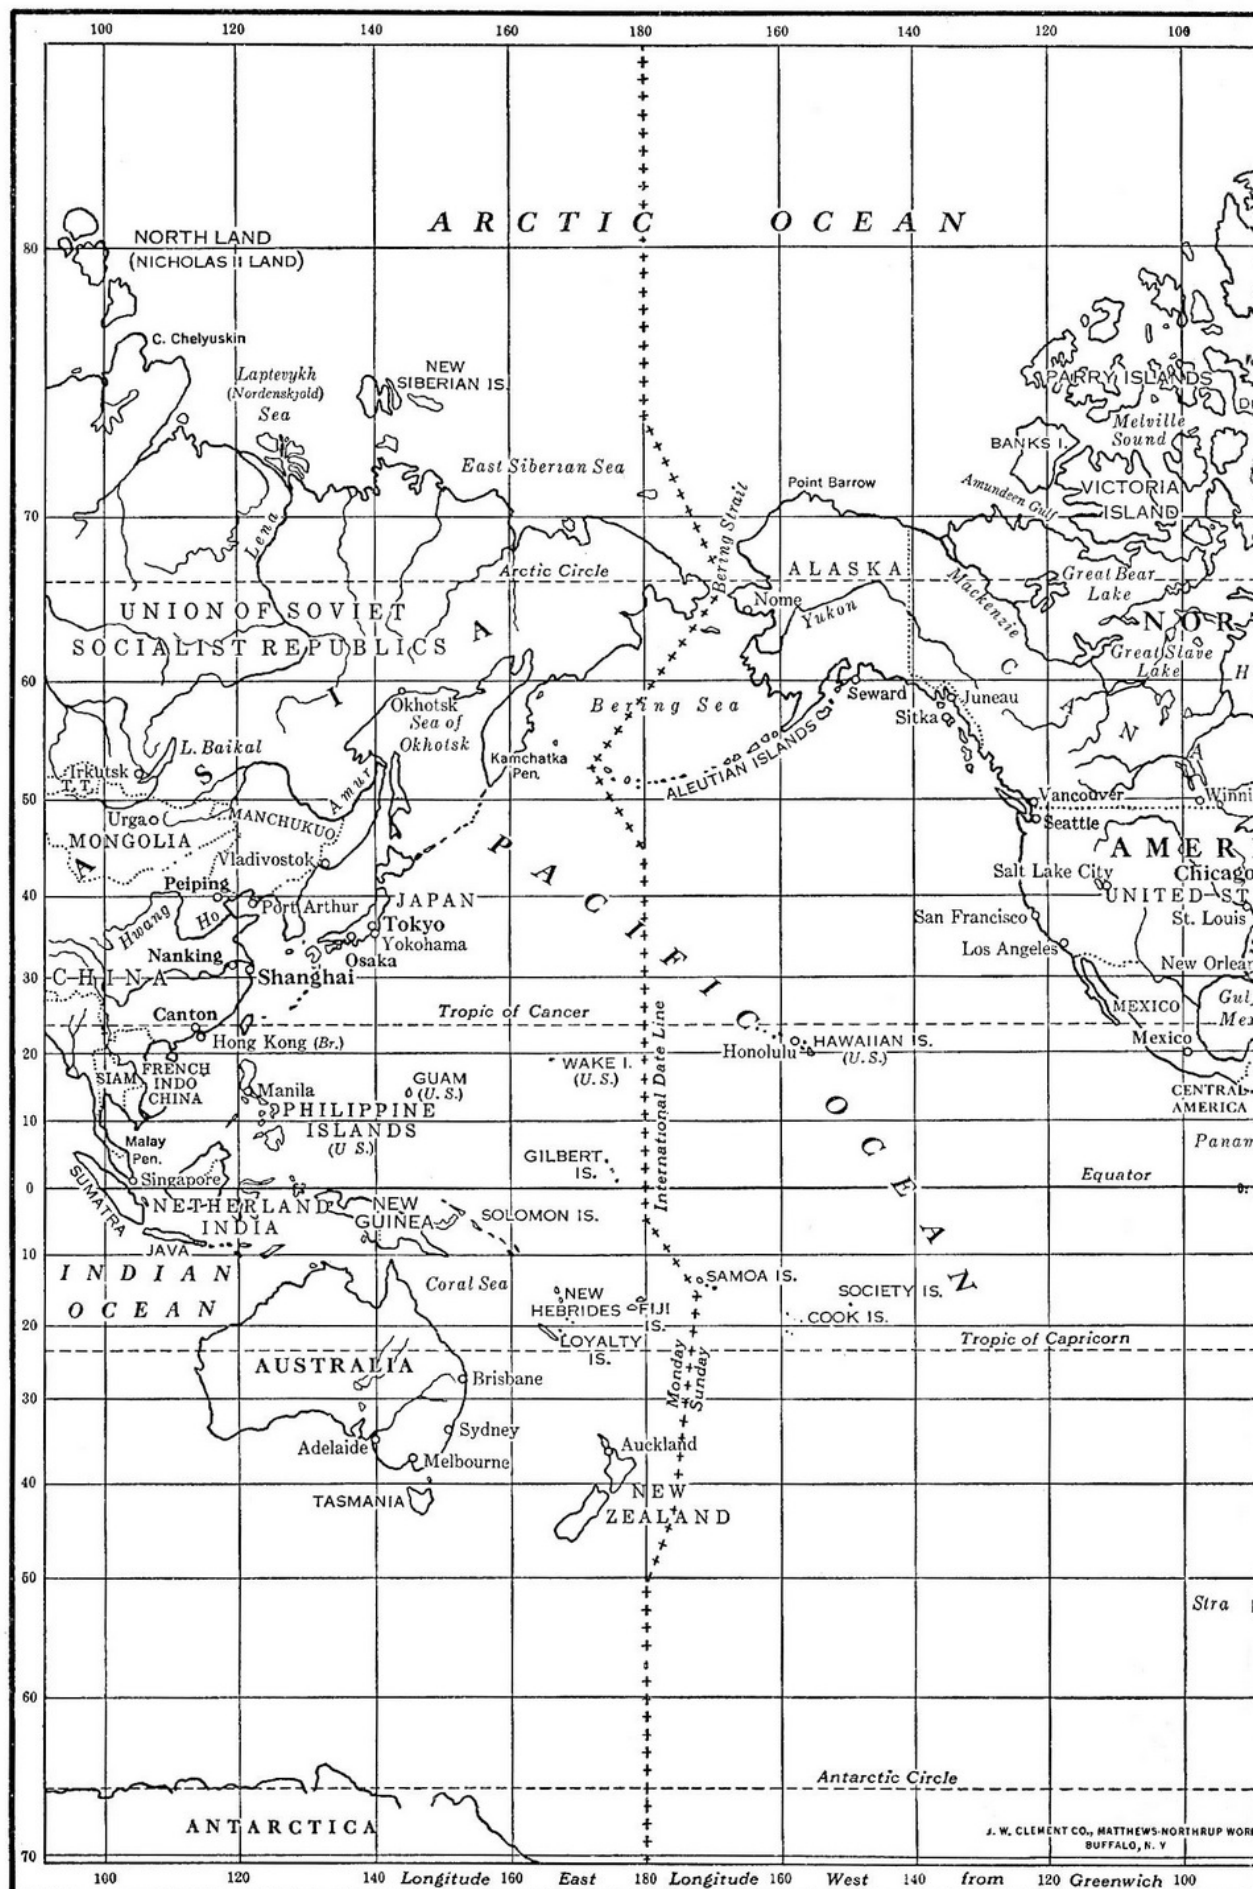 100 120 140 160 180 160 140 120 100
ARCTIC OCEAN
80
NORTH LAND
(NICHOLAS II LAND)
C. Chelyuskin
Laptevykh
(Nordenskjold)
Sea
NEW
SIBERIAN IS.
PARRY ISLANDS
Melville
Sound
BANKS I.
East Siberian Sea
Point Barrow
VICTORIA
ISLAND
Amundsen Gulf
70
Lena
Bering Strait
Arctic Circle
ALASKA
Great Bear
Lake
Mackenzie
UNION OF SOVIET
SOCIALIST REPUBLICS
Nome
Yukon
NOR
Great Slave
Lake
H
60
ASIA
CANA
Okhotsk
Sea of
Okhotsk
Bering Sea
Seward
Juneau
Sitka
L. Baikal
Irkutsk
T.T.
Kamchatka
Pen.
ALEUTIAN ISLANDS
Amur
50
Vancouver
Winni
Urga
MANCHUKUO
Seattle
MONGOLIA
Vladivostok
PACIFIC OCEAN
AMER
Salt Lake City
Chicago
Peiping
40
Port Arthur
JAPAN
UNITED ST
Hwang Ho
Tokyo
Yokohama
San Francisco
St. Louis
Nanking
Osaka
Los Angeles
CHINA
Shanghai
New Orlean
30
MEXICO
Gulf
Mex
Canton
Tropic of Cancer
Hong Kong (Br.)
International Date Line
Honolulu
HAWAIIAN IS.
(U.S.)
Mexico
20
SIAM
FRENCH
INDO
CHINA
WAKE I.
(U.S.)
Manila
GUAM
(U.S.)
CENTRAL
AMERICA
PHILIPPINE
ISLANDS
(U S.)
10
Malay
Pen.
GILBERT
IS.
Panam
Singapore
Equator
0
SUMATRA
NETHERLAND
INDIA
NEW
GUINEA
SOLOMON IS.
JAVA
10
INDIAN
OCEAN
Coral Sea
SAMOA IS.
SOCIETY IS.
NEW
HEBRIDES
FIJI
IS.
COOK IS.
20
LOYALTY
IS.
Tropic of Capricorn
AUSTRALIA
Brisbane
Monday
Sunday
30
Adelaide
Sydney
Auckland
Melbourne
40
TASMANIA
NEW
ZEALAND
50
Stra
60
Antarctic Circle
ANTARCTICA
J. W. CLEMENT CO., MATTHEWS-NORTHRUP WOR
BUFFALO, N. Y
70
100 120 140 Longitude 160 East 180 Longitude 160 West 140 from 120 Greenwich 100